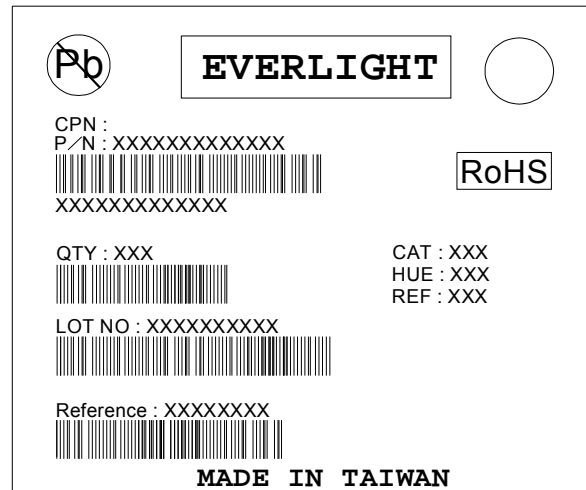 Pb
EVERLIGHT
CPN :
P/N : XXXXXXXXXXXXX
RoHS
XXXXXXXXXXXXX
QTY : XXX
CAT : XXX
HUE : XXX
REF : XXX
LOT NO : XXXXXXXXXX
Reference : XXXXXXXX
MADE IN TAIWAN